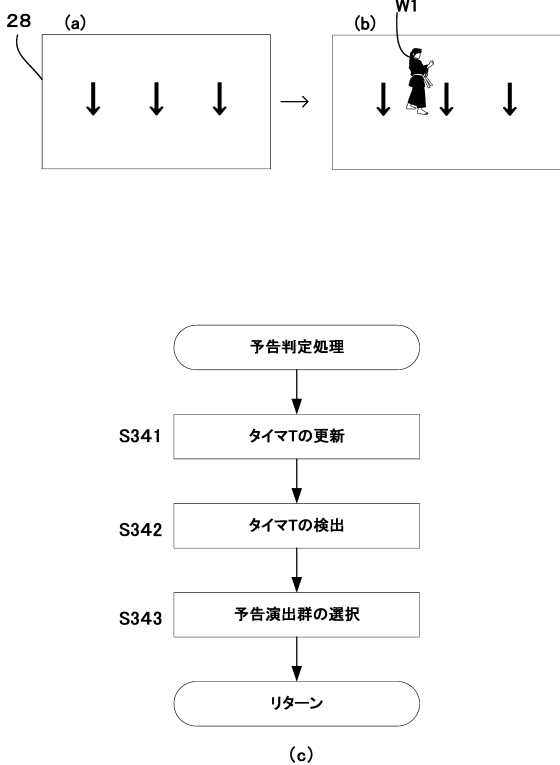 28
(a)
(b)
W1
予告判定処理
S341
タイマTの更新
S342
タイマTの検出
S343
予告演出群の選択
リターン
(c)